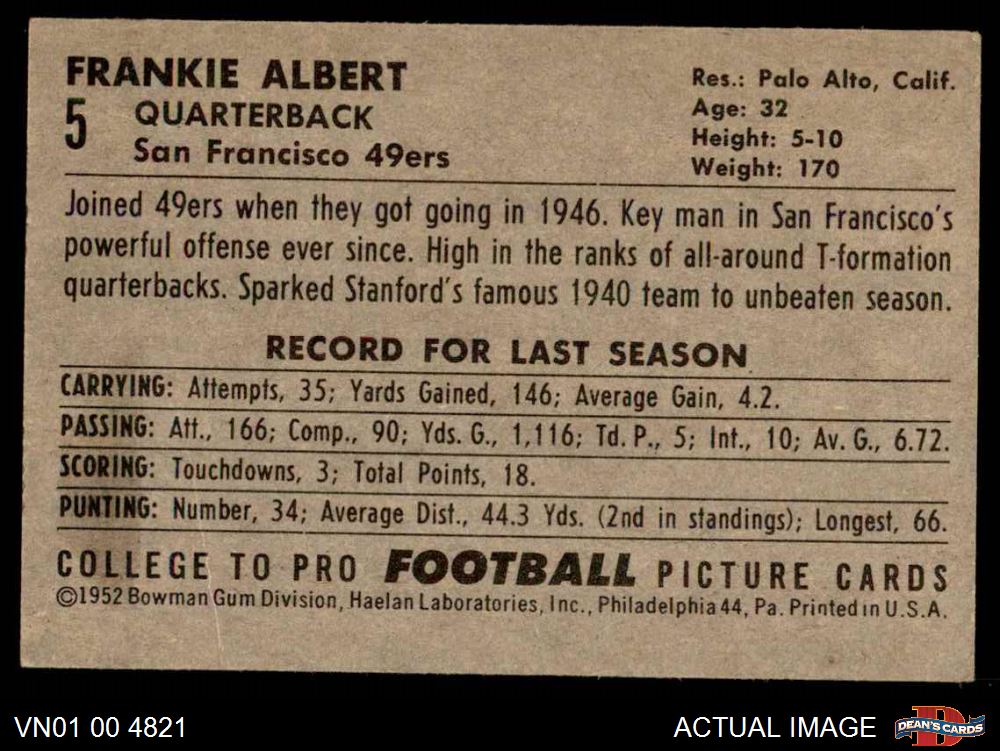 FRANKIE ALBERT
5 QUARTERBACK
San Francisco 49ers
Res.: Palo Alto, Calif.
Age: 32
Height: 5-10
Weight: 170
Joined 49ers when they got going in 1946. Key man in San Francisco's
powerful offense ever since. High in the ranks of all-around T-formation
quarterbacks. Sparked Stanford's famous 1940 team to unbeaten season.
RECORD FOR LAST SEASON
CARRYING: Attempts, 35; Yards Gained, 146; Average Gain, 4.2.
PASSING: Att., 166; Comp., 90; Yds. G., 1,116; Td. P., 5; Int., 10; Av. G., 6.72.
SCORING: Touchdowns, 3; Total Points, 18.
PUNTING: Number, 34; Average Dist., 44.3 Yds. (2nd in standings); Longest, 66.
COLLEGE TO PRO FOOTBALL PICTURE CARDS
©1952 Bowman Gum Division, Haelan Laboratories, Inc., Philadelphia 44, Pa. Printed in U.S.A.
VN01 00 4821
ACTUAL IMAGE
D
DEAN'S CARDS